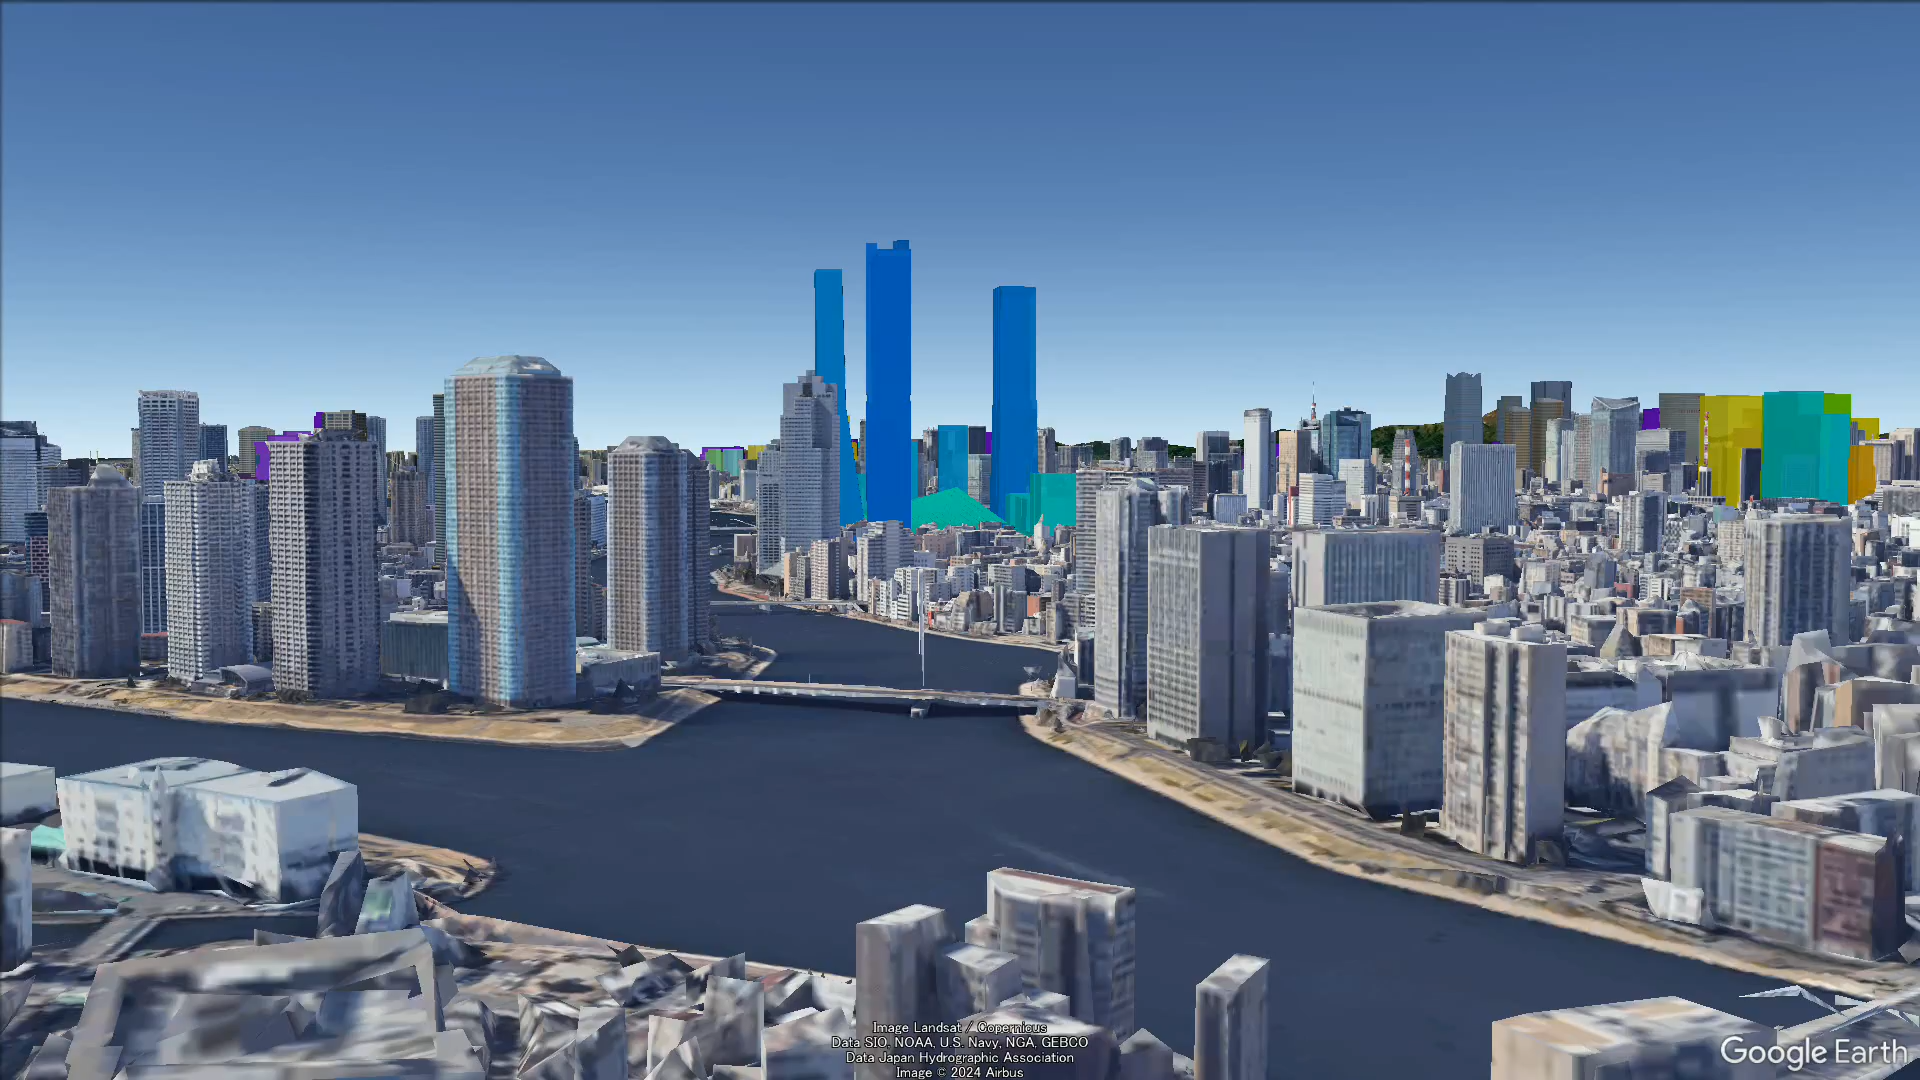 Image Landsat / Copernicus
Data SIO, NOAA, U.S. Navy, NGA, GEBCO
Data Japan Hydrographic Association
Image © 2024 Airbus
Google Earth